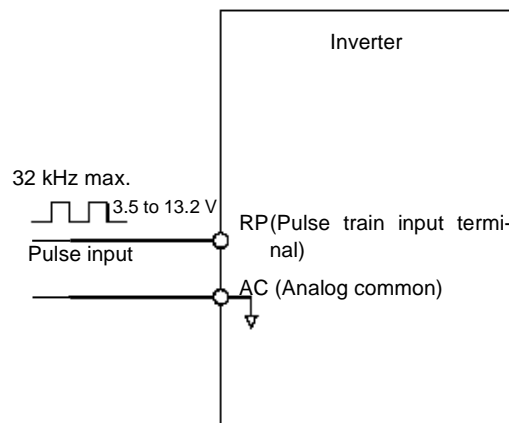 Inverter
32 kHz max.
3.5 to 13.2 V
RP(Pulse train input termi-
nal)
Pulse input
AC (Analog common)